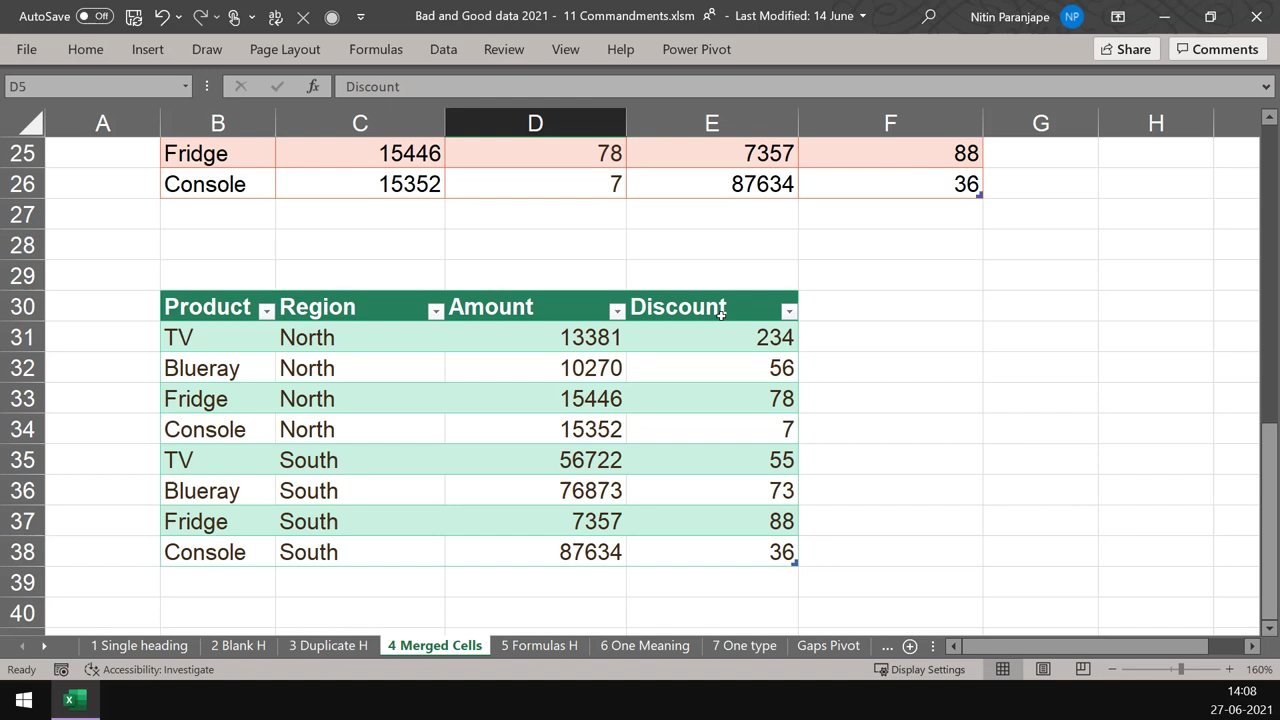 AutoSave Off Bad and Good data 2021 - 11 Commandments.xlsm Last Modified: 14 June Nitin Paranjape NP
File Home Insert Draw Page Layout Formulas Data Review View Help Power Pivot Share Comments
D5 fx Discount
A B C D E F G H
25 Fridge 15446 78 7357 88
26 Console 15352 7 87634 36
27
28
29
30 Product Region Amount Discount
31 TV North 13381 234
32 Blueray North 10270 56
33 Fridge North 15446 78
34 Console North 15352 7
35 TV South 56722 55
36 Blueray South 76873 73
37 Fridge South 7357 88
38 Console South 87634 36
39
40
1 Single heading 2 Blank H 3 Duplicate H 4 Merged Cells 5 Formulas H 6 One Meaning 7 One type Gaps Pivot ...
Ready Accessibility: Investigate Display Settings 160%
14:08
27-06-2021